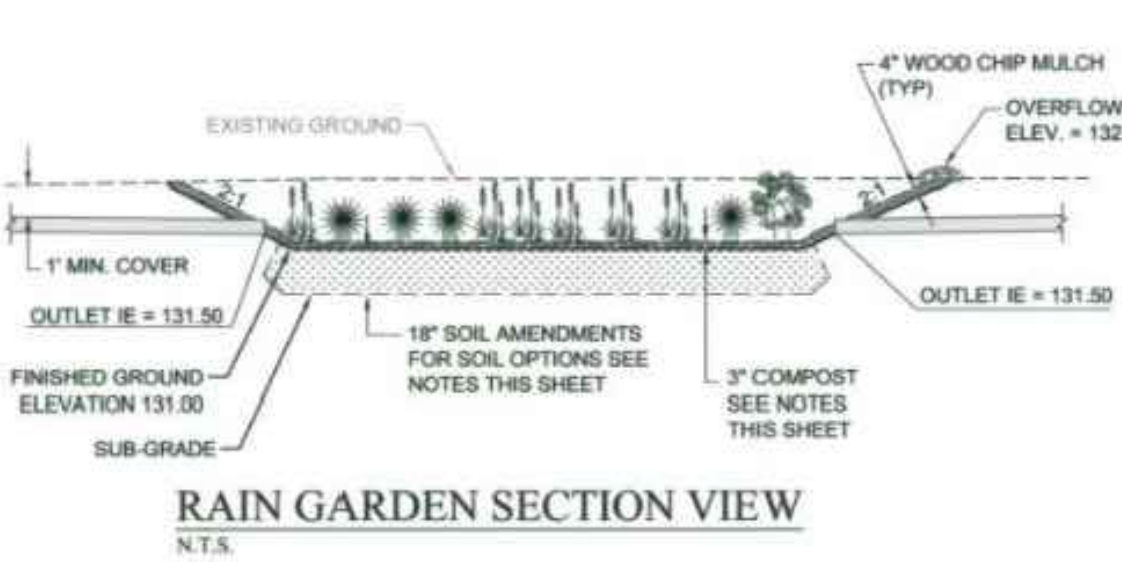 4" WOOD CHIP MULCH
(TYP)
OVERFLOW
ELEV. = 132
EXISTING GROUND
2:1
2:1
1' MIN. COVER
OUTLET IE = 131.50
OUTLET IE = 131.50
FINISHED GROUND
ELEVATION 131.00
SUB-GRADE
18" SOIL AMENDMENTS
FOR SOIL OPTIONS SEE
NOTES THIS SHEET
3" COMPOST
SEE NOTES
THIS SHEET
RAIN GARDEN SECTION VIEW
N.T.S.